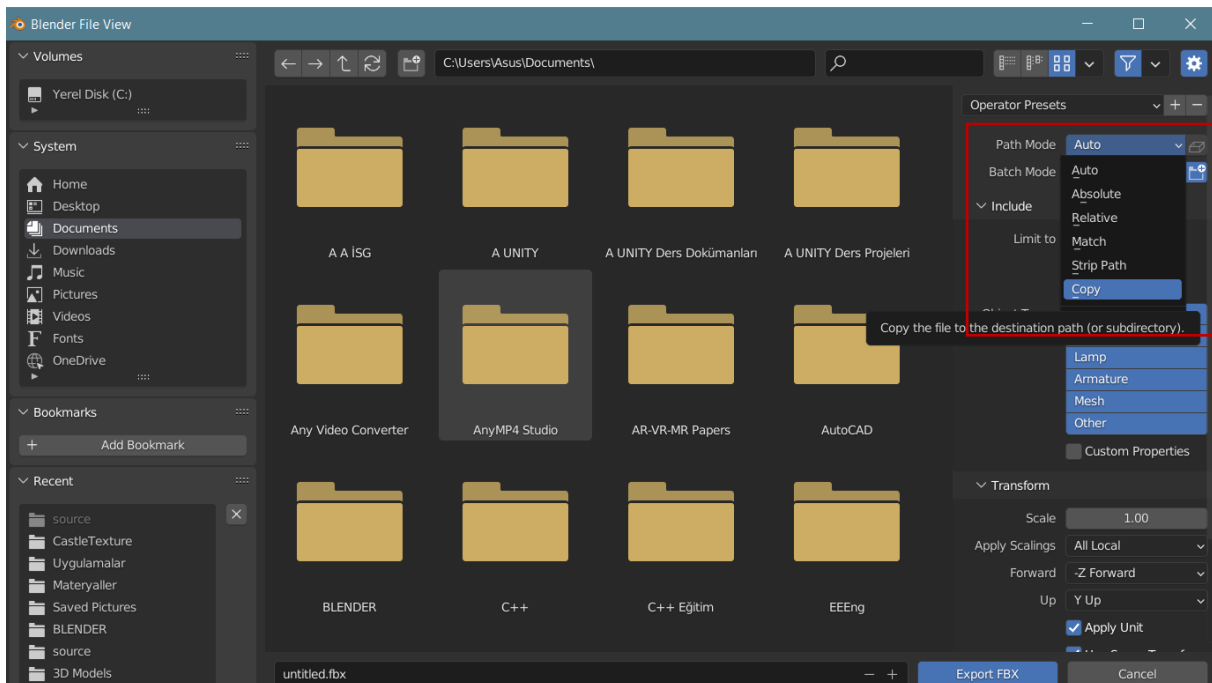 Blender File View
Volumes
Yerel Disk (C:)
System
Home
Desktop
Documents
Downloads
Music
Pictures
Videos
Fonts
OneDrive
Bookmarks
Add Bookmark
Recent
source
CastleTexture
Uygulamalar
Materyaller
Saved Pictures
BLENDER
source
3D Models
C:\Users\Asus\Documents\
A A İSG
A UNITY
A UNITY Ders Dokümanları
A UNITY Ders Projeleri
Any Video Converter
AnyMP4 Studio
AR-VR-MR Papers
AutoCAD
BLENDER
C++
C++ Eğitim
EEEng
untitled.fbx
Operator Presets
Path Mode Auto
Batch Mode
Auto
Absolute
Relative
Match
Strip Path
Copy
Include
Limit to
Copy the file to the destination path (or subdirectory).
Lamp
Armature
Mesh
Other
Custom Properties
Transform
Scale 1.00
Apply Scalings All Local
Forward -Z Forward
Up Y Up
Apply Unit
Export FBX
Cancel